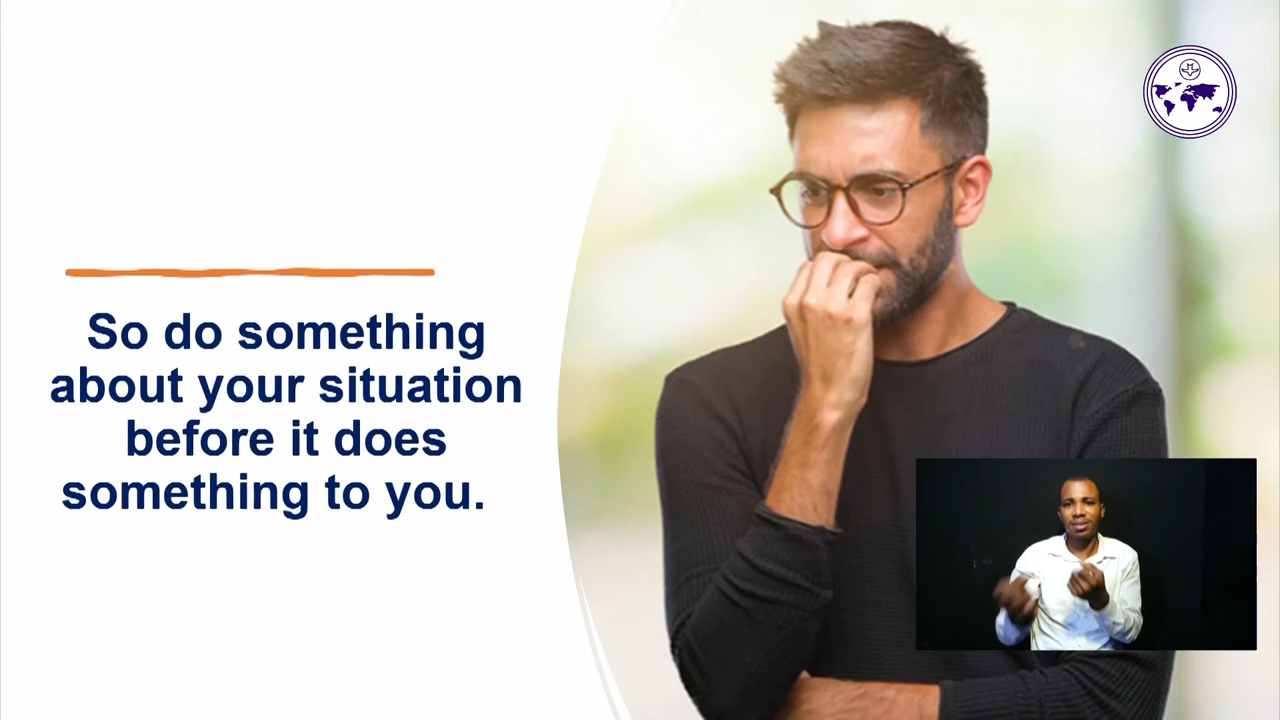 So do something
about your situation
before it does
something to you.